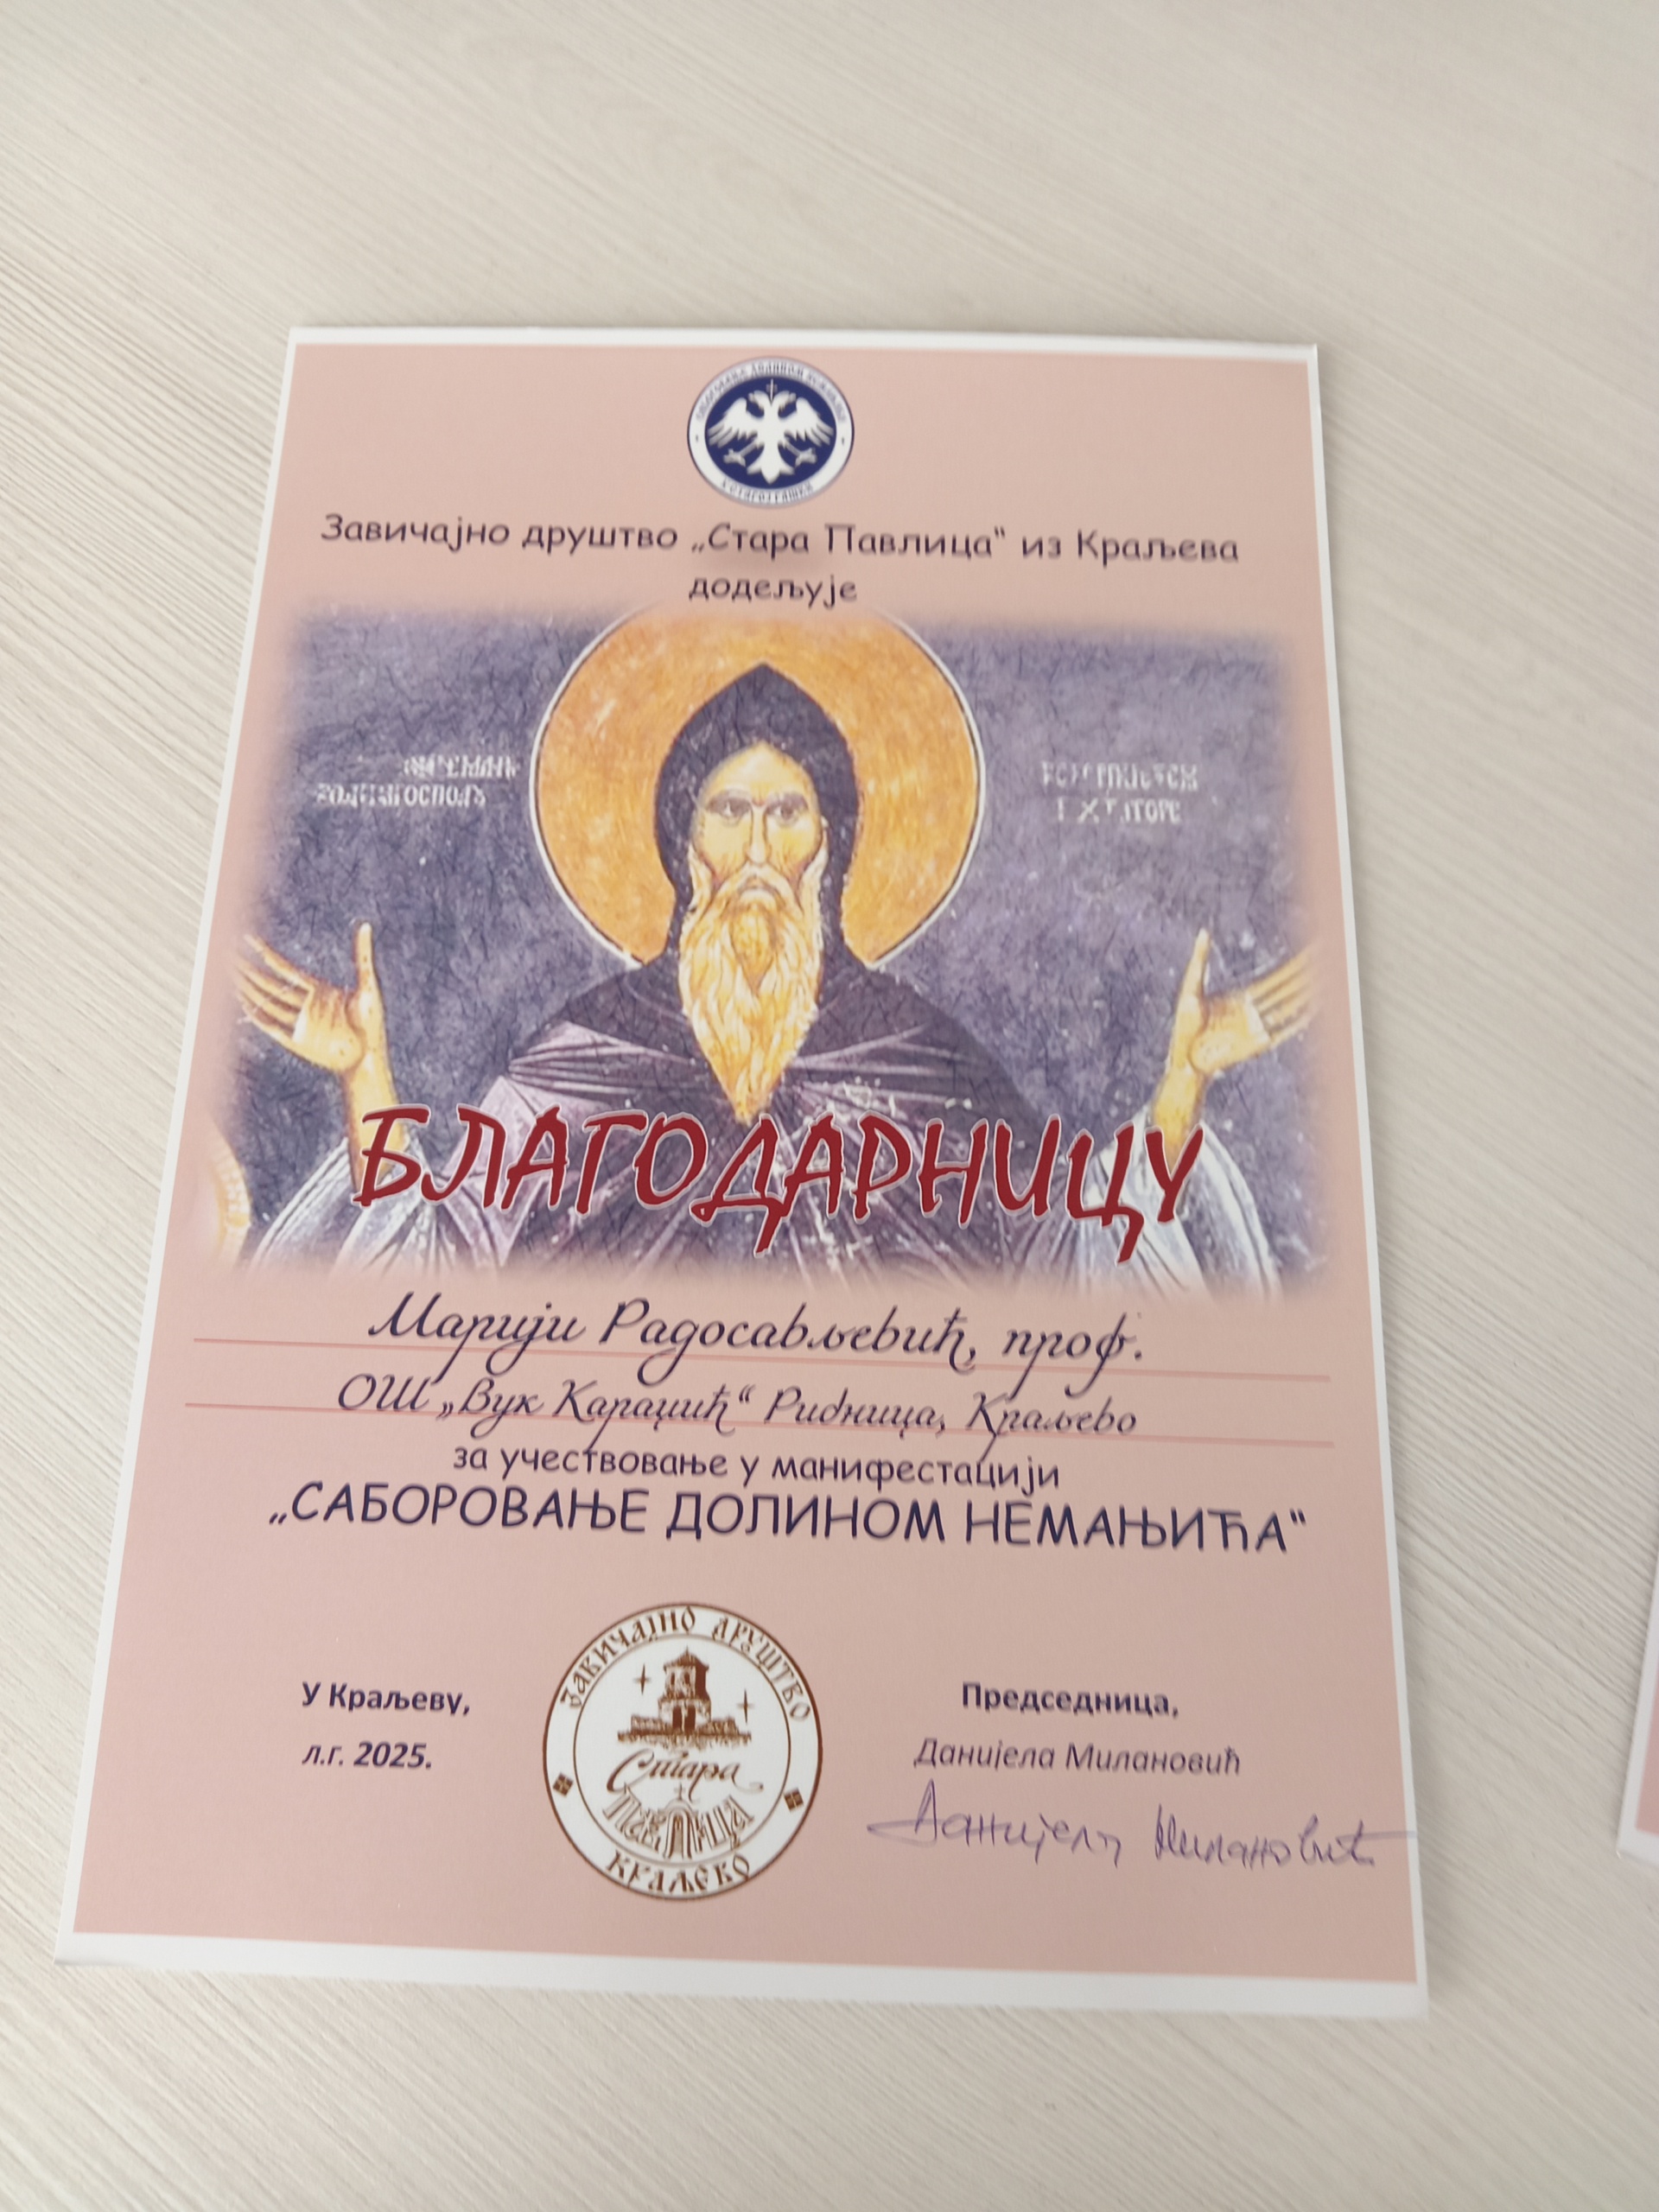 Завичајно друштво „Стара Павлица“ из Краљева
додељује
БЛАГОДАРНИЦУ
Марији Радосављевић, проф.
ОШ „Вук Караџић“ Рибница, Краљево
за учествовање у манифестацији
„САБОРОВАЊЕ ДОЛИНОМ НЕМАЊИЋА“
У Краљеву,
л.г. 2025.
ЗАВИЧАЈНО ДРУШТВО
Стара
ПАВЛИЦА
КРАЉЕВО
Председница,
Данијела Милановић
Данијела Милановић